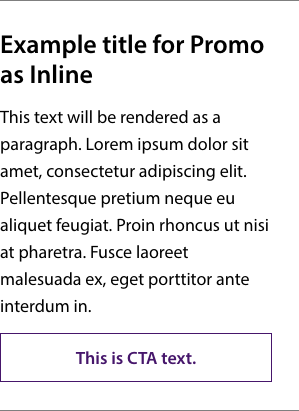 Example title for Promo
as Inline
This text will be rendered as a
paragraph. Lorem ipsum dolor sit
amet, consectetur adipiscing elit.
Pellentesque pretium neque eu
aliquet feugiat. Proin rhoncus ut nisi
at pharetra. Fusce laoreet
malesuada ex, eget porttitor ante
interdum in.
This is CTA text.